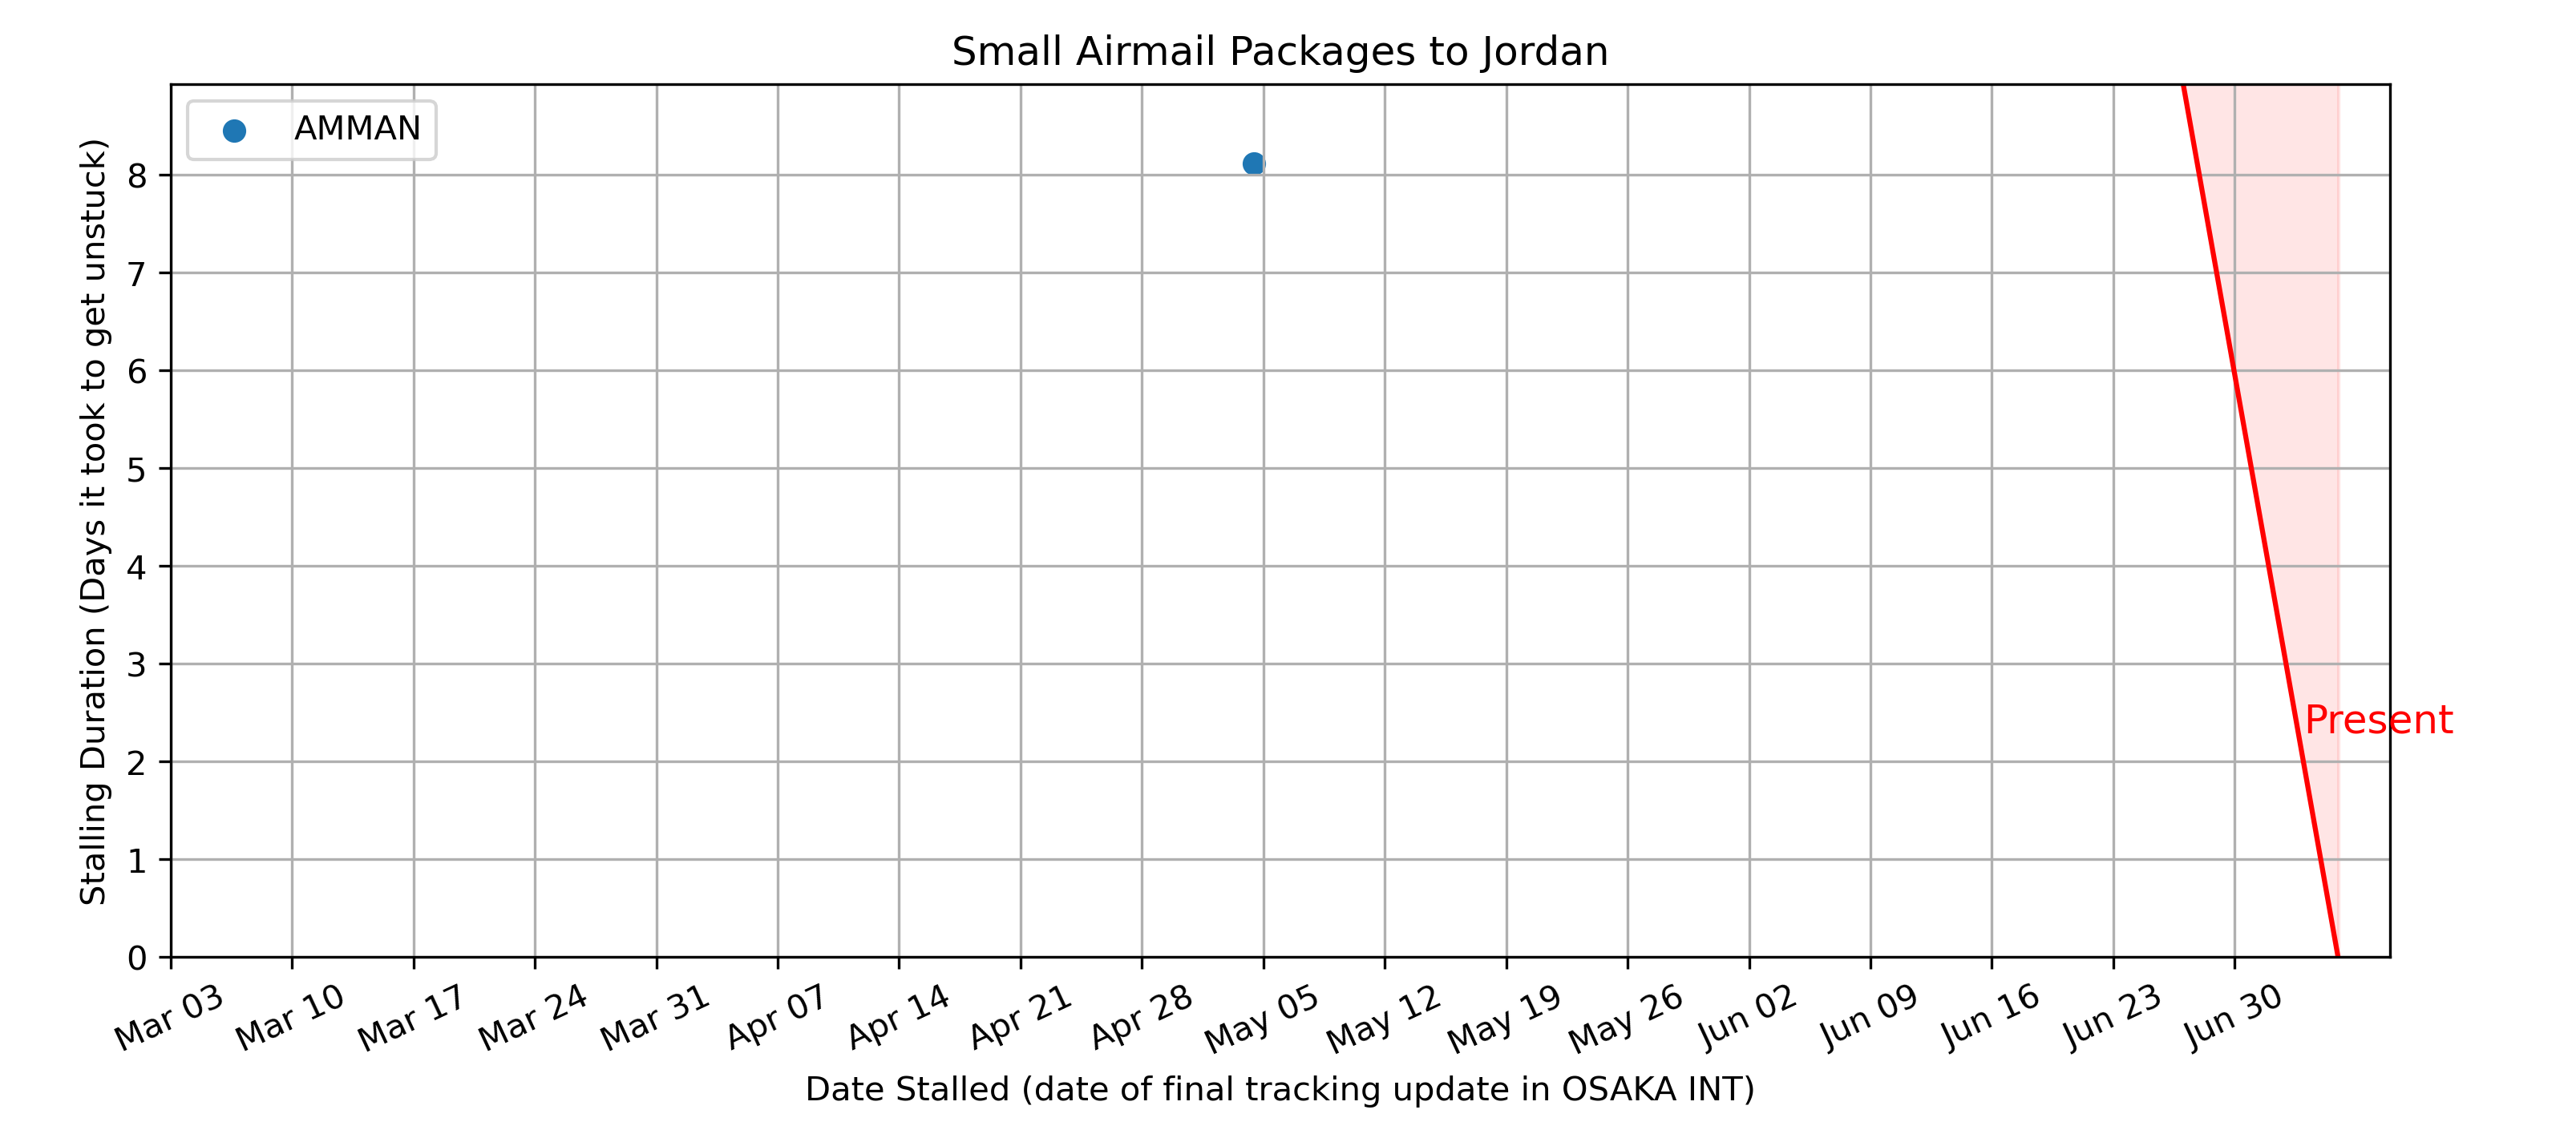 Small Airmail Packages to Jordan
AMMAN
Stalling Duration (Days it took to get unstuck)
8
7
6
5
4
3
2
1
0
Present
Mar 03
Mar 10
Mar 17
Mar 24
Mar 31
Apr 07
Apr 14
Apr 21
Apr 28
May 05
May 12
May 19
May 26
Jun 02
Jun 09
Jun 16
Jun 23
Jun 30
Date Stalled (date of final tracking update in OSAKA INT)